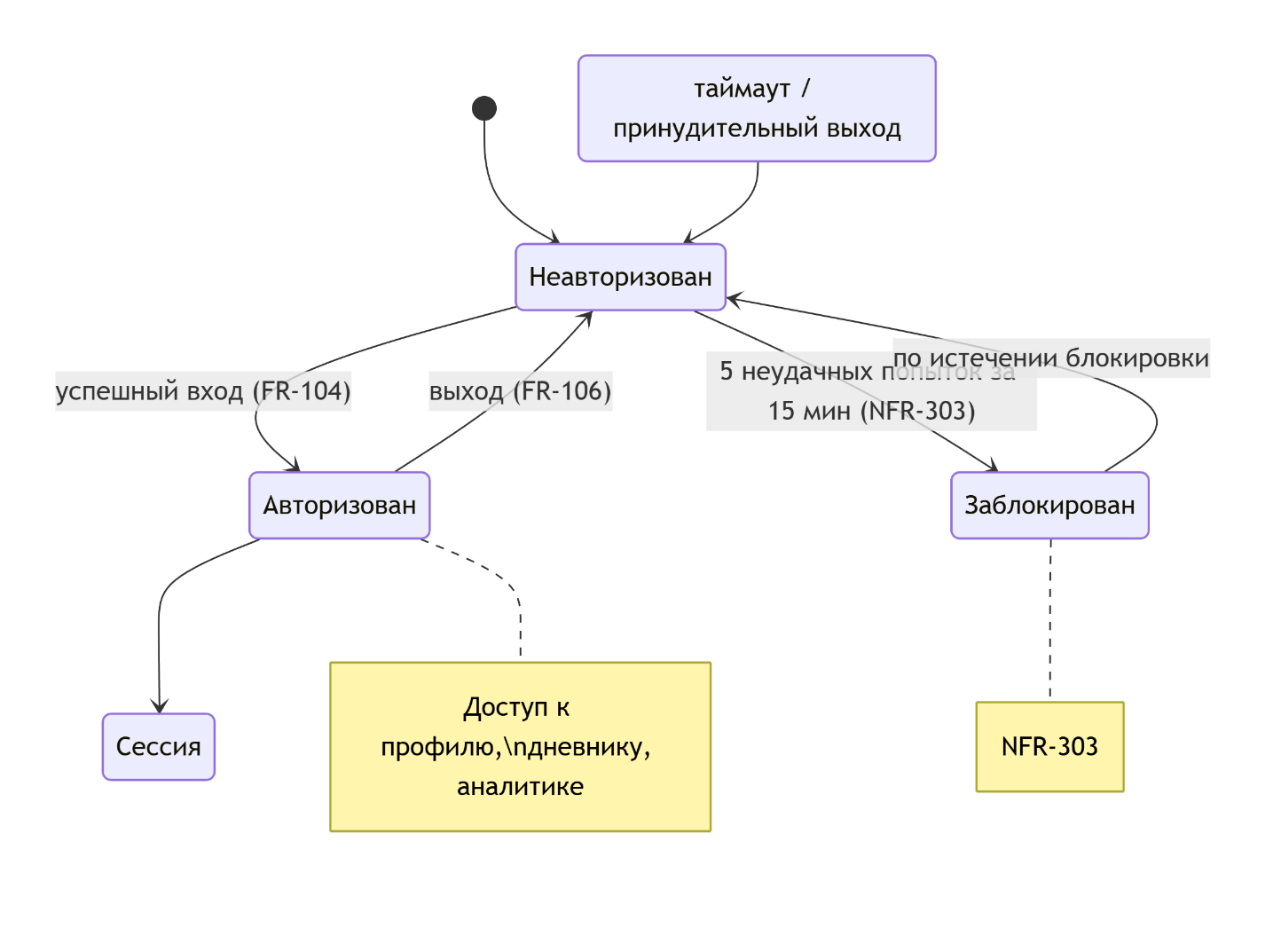 таймаут /
принудительный выход
Неавторизован
успешный вход (FR-104)
выход (FR-106)
5 неудачных попыток за
15 мин (NFR-303)
по истечении блокировки
Авторизован
Заблокирован
Сессия
Доступ к
профилю,\nдневнику,
аналитике
NFR-303